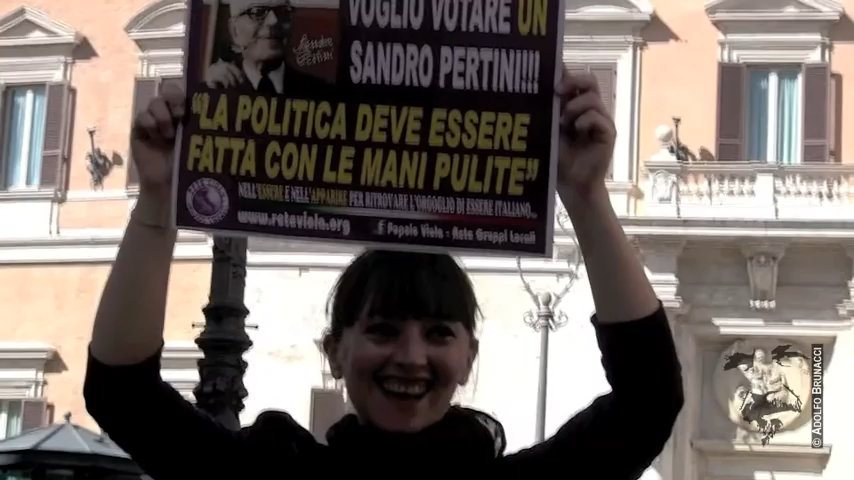 VOGLIO VOTARE UN
SANDRO PERTINI!!!
"LA POLITICA DEVE ESSERE
FATTA CON LE MANI PULITE"
NELL'ESSERE E NELL'APPARIRE PER RITROVARE L'ORGOGLIO DI ESSERE ITALIANO..
www.reteviola.org
f Popolo Viola - Rete Gruppi Locali
© ADOLFO BRUNACCI